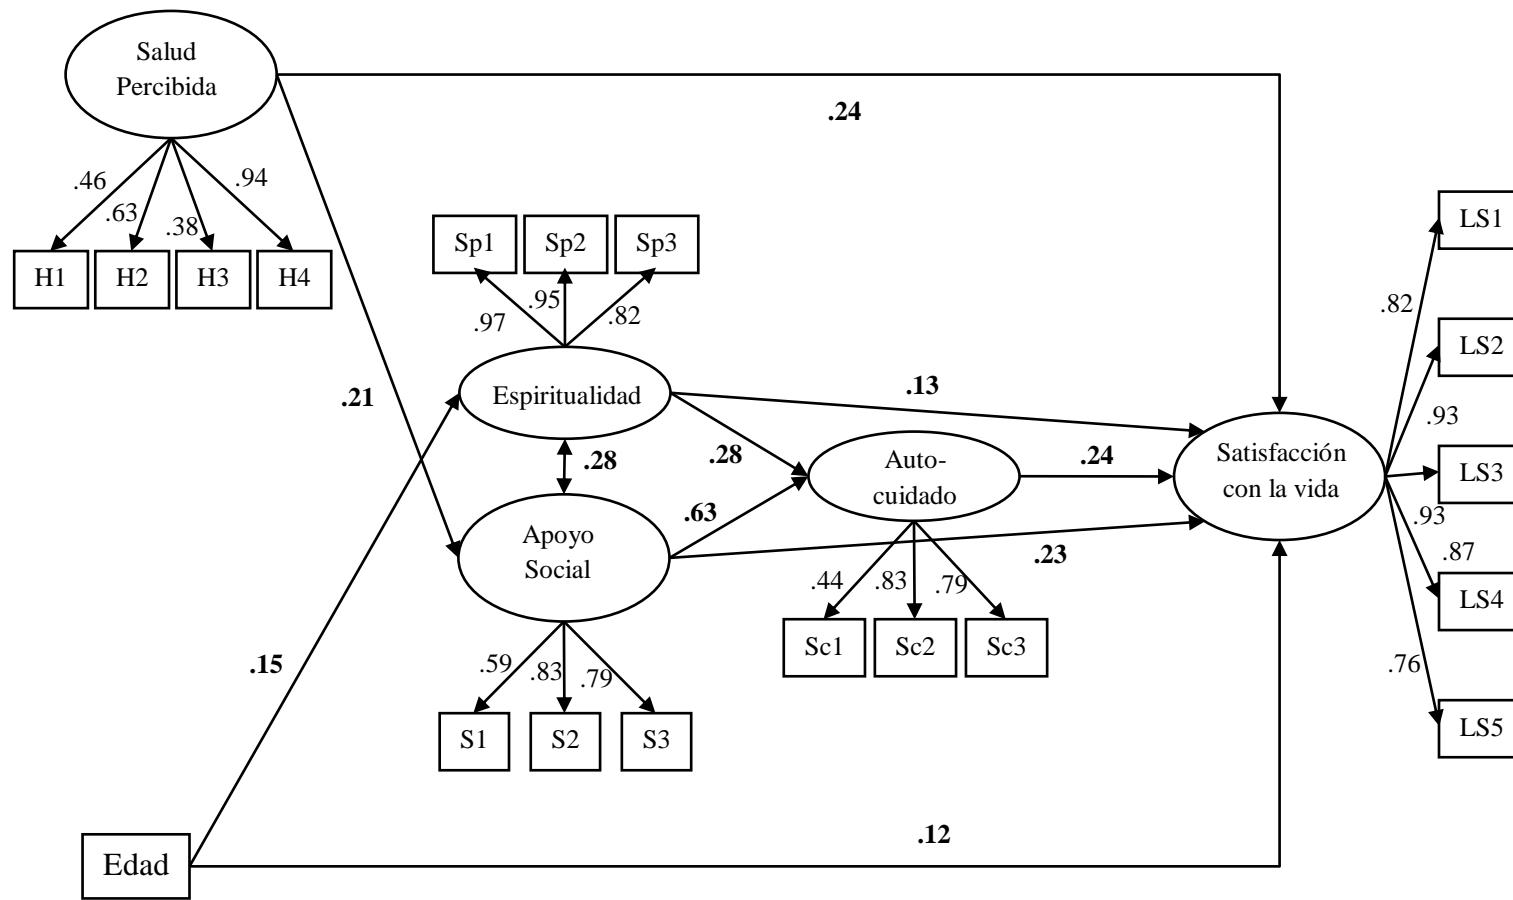 Salud
Percibida
.24
.46
.94
.63
.38
H1
H2
H3
H4
Sp1
Sp2
Sp3
.97
.95
.82
LS1
.82
LS2
.21
Espiritualidad
.13
.93
.28
.28
Auto-
cuidado
.24
Satisfacción
con la vida
LS3
.63
.93
Apoyo
Social
.23
.87
.44
.83
.79
LS4
.15
.59
.83
.79
Sc1
Sc2
Sc3
.76
S1
S2
S3
LS5
.12
Edad